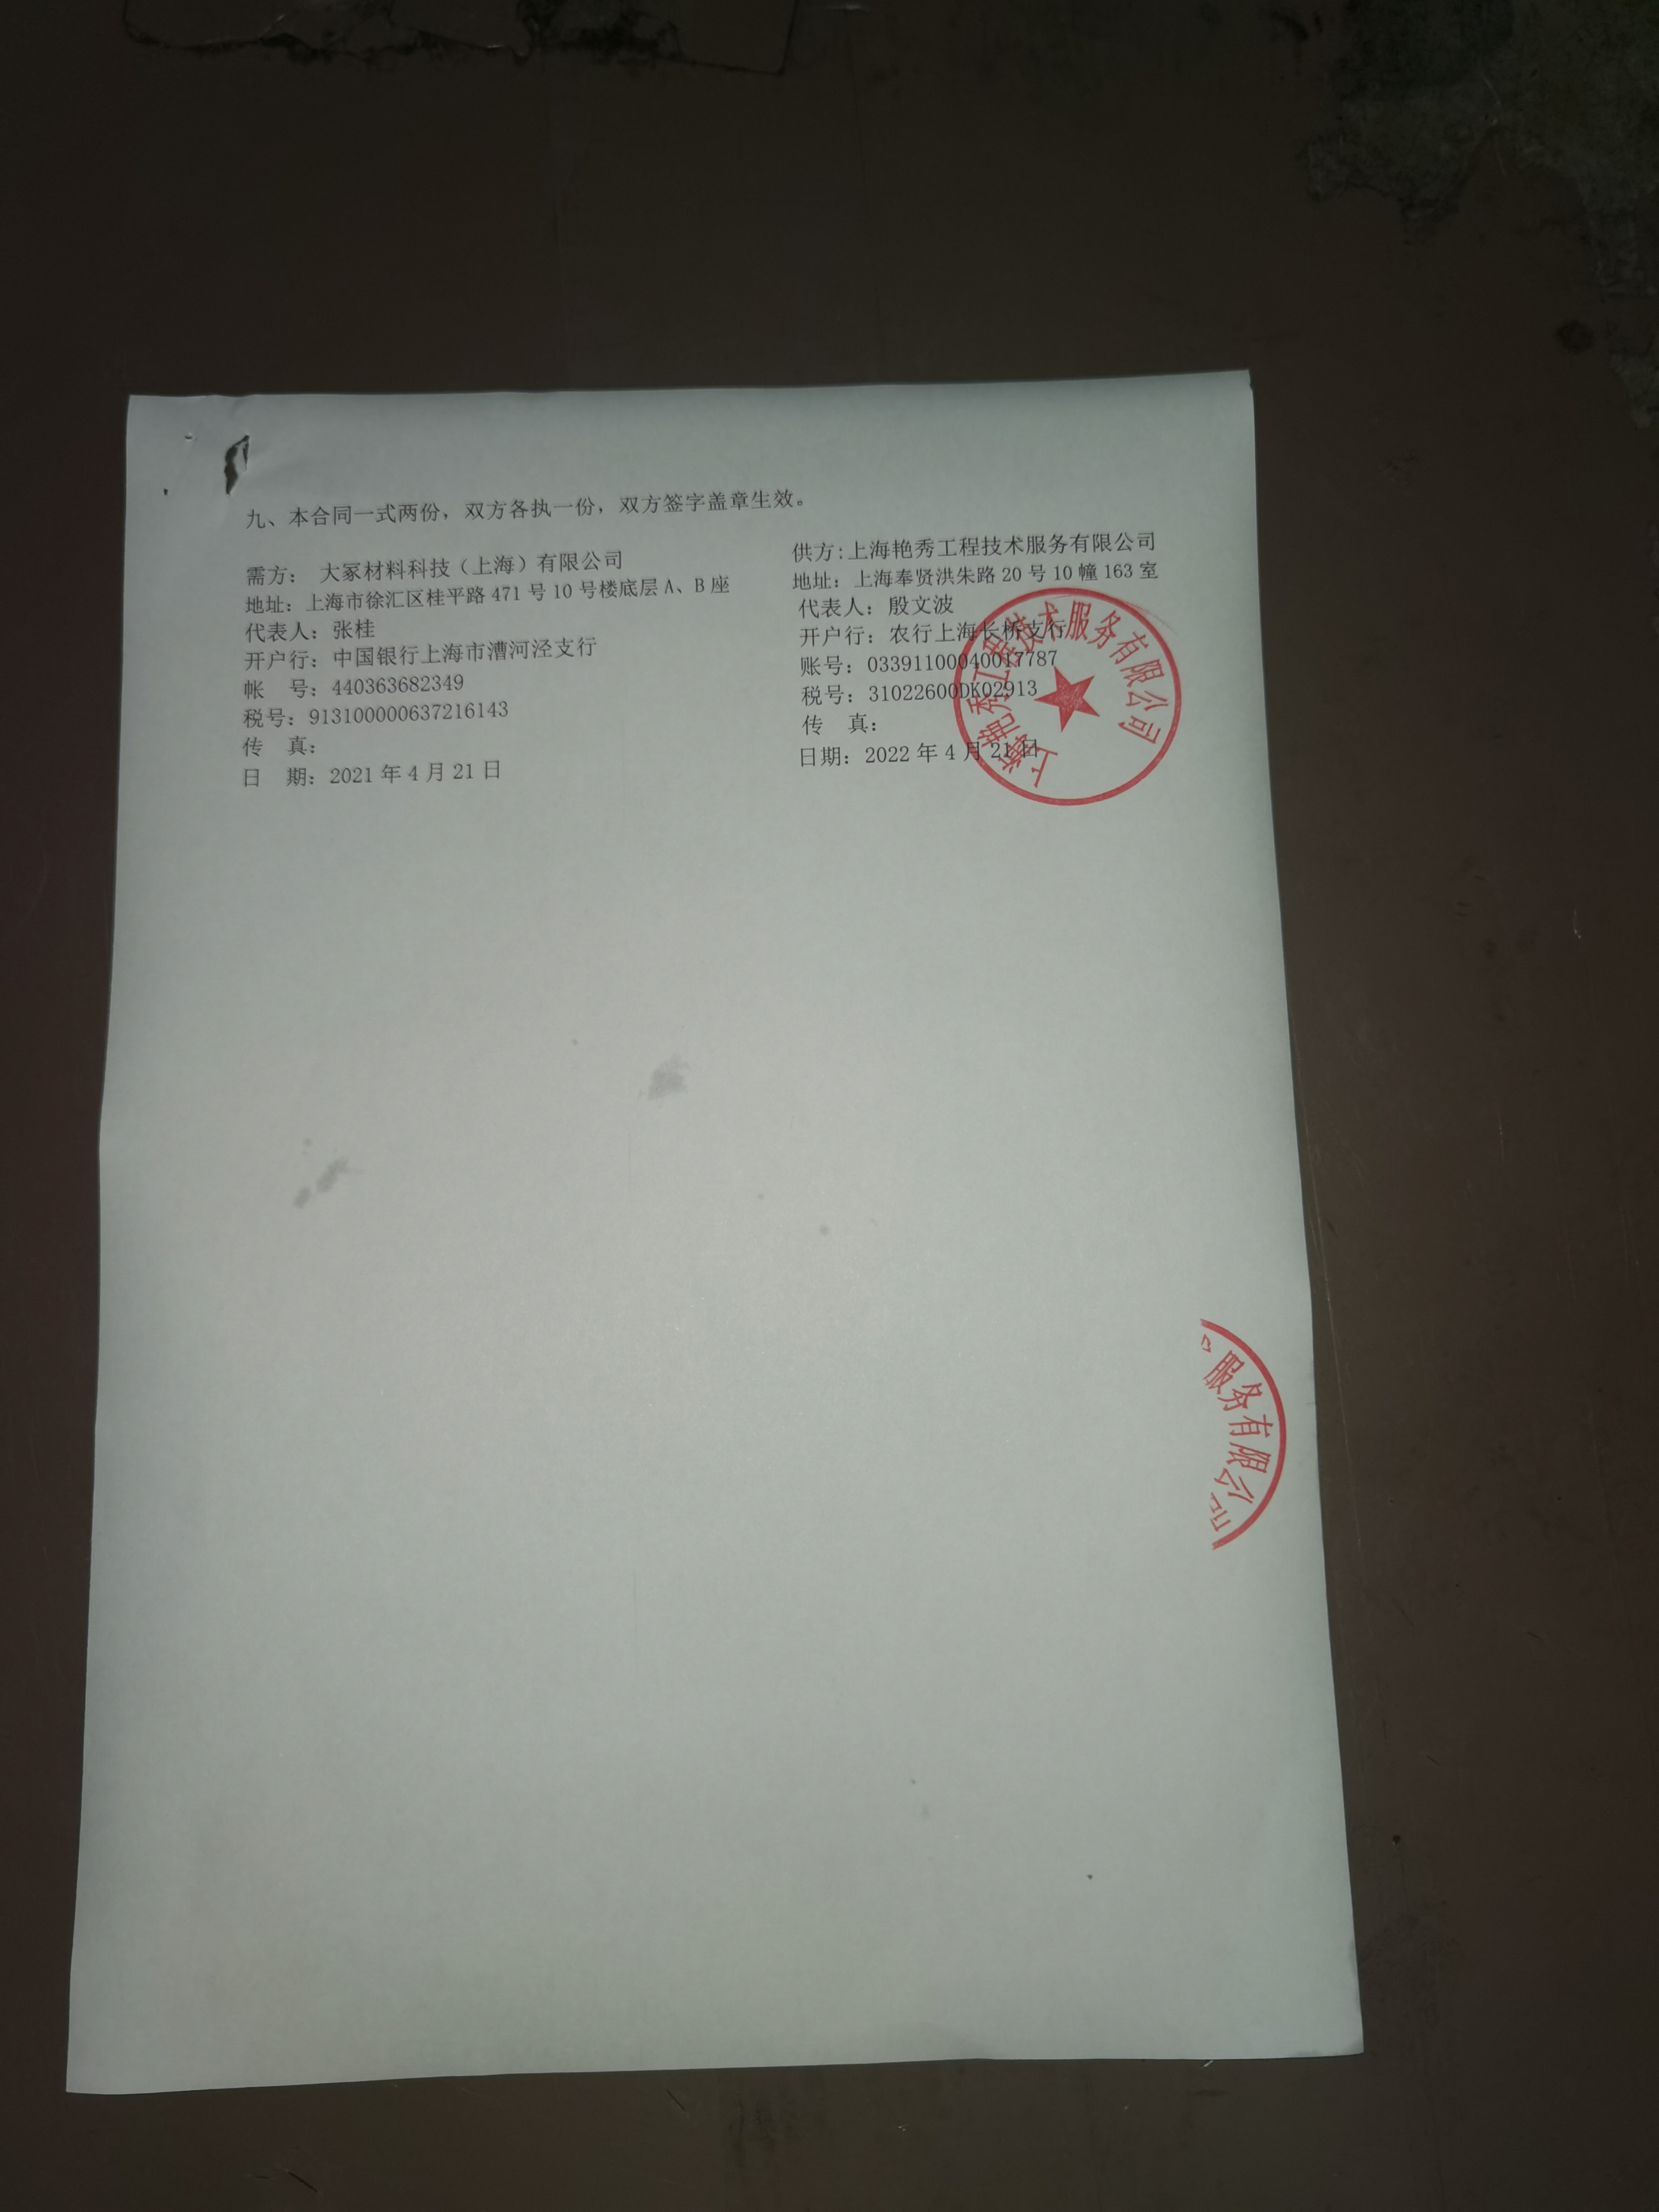 九、本合同一式两份，双方各执一份，双方签字盖章生效。
需方： 大冢材料科技（上海）有限公司
地址：上海市徐汇区桂平路 471 号 10 号楼底层 A、B 座
代表人：张桂
开户行：中国银行上海市漕河泾支行
帐 号：440363682349
税号：913100000637216143
传 真：
日 期：2021 年 4 月 21 日
供方：上海艳秀工程技术服务有限公司
地址：上海奉贤洪朱路 20 号 10 幢 163 室
代表人：殷文波
开户行：农行上海长桥支行
账号：03391100040017787
税号：31022600DK02913
传 真：
日期：2022 年 4 月 21 日
上海艳秀工程技术服务有限公司
服务有限公司